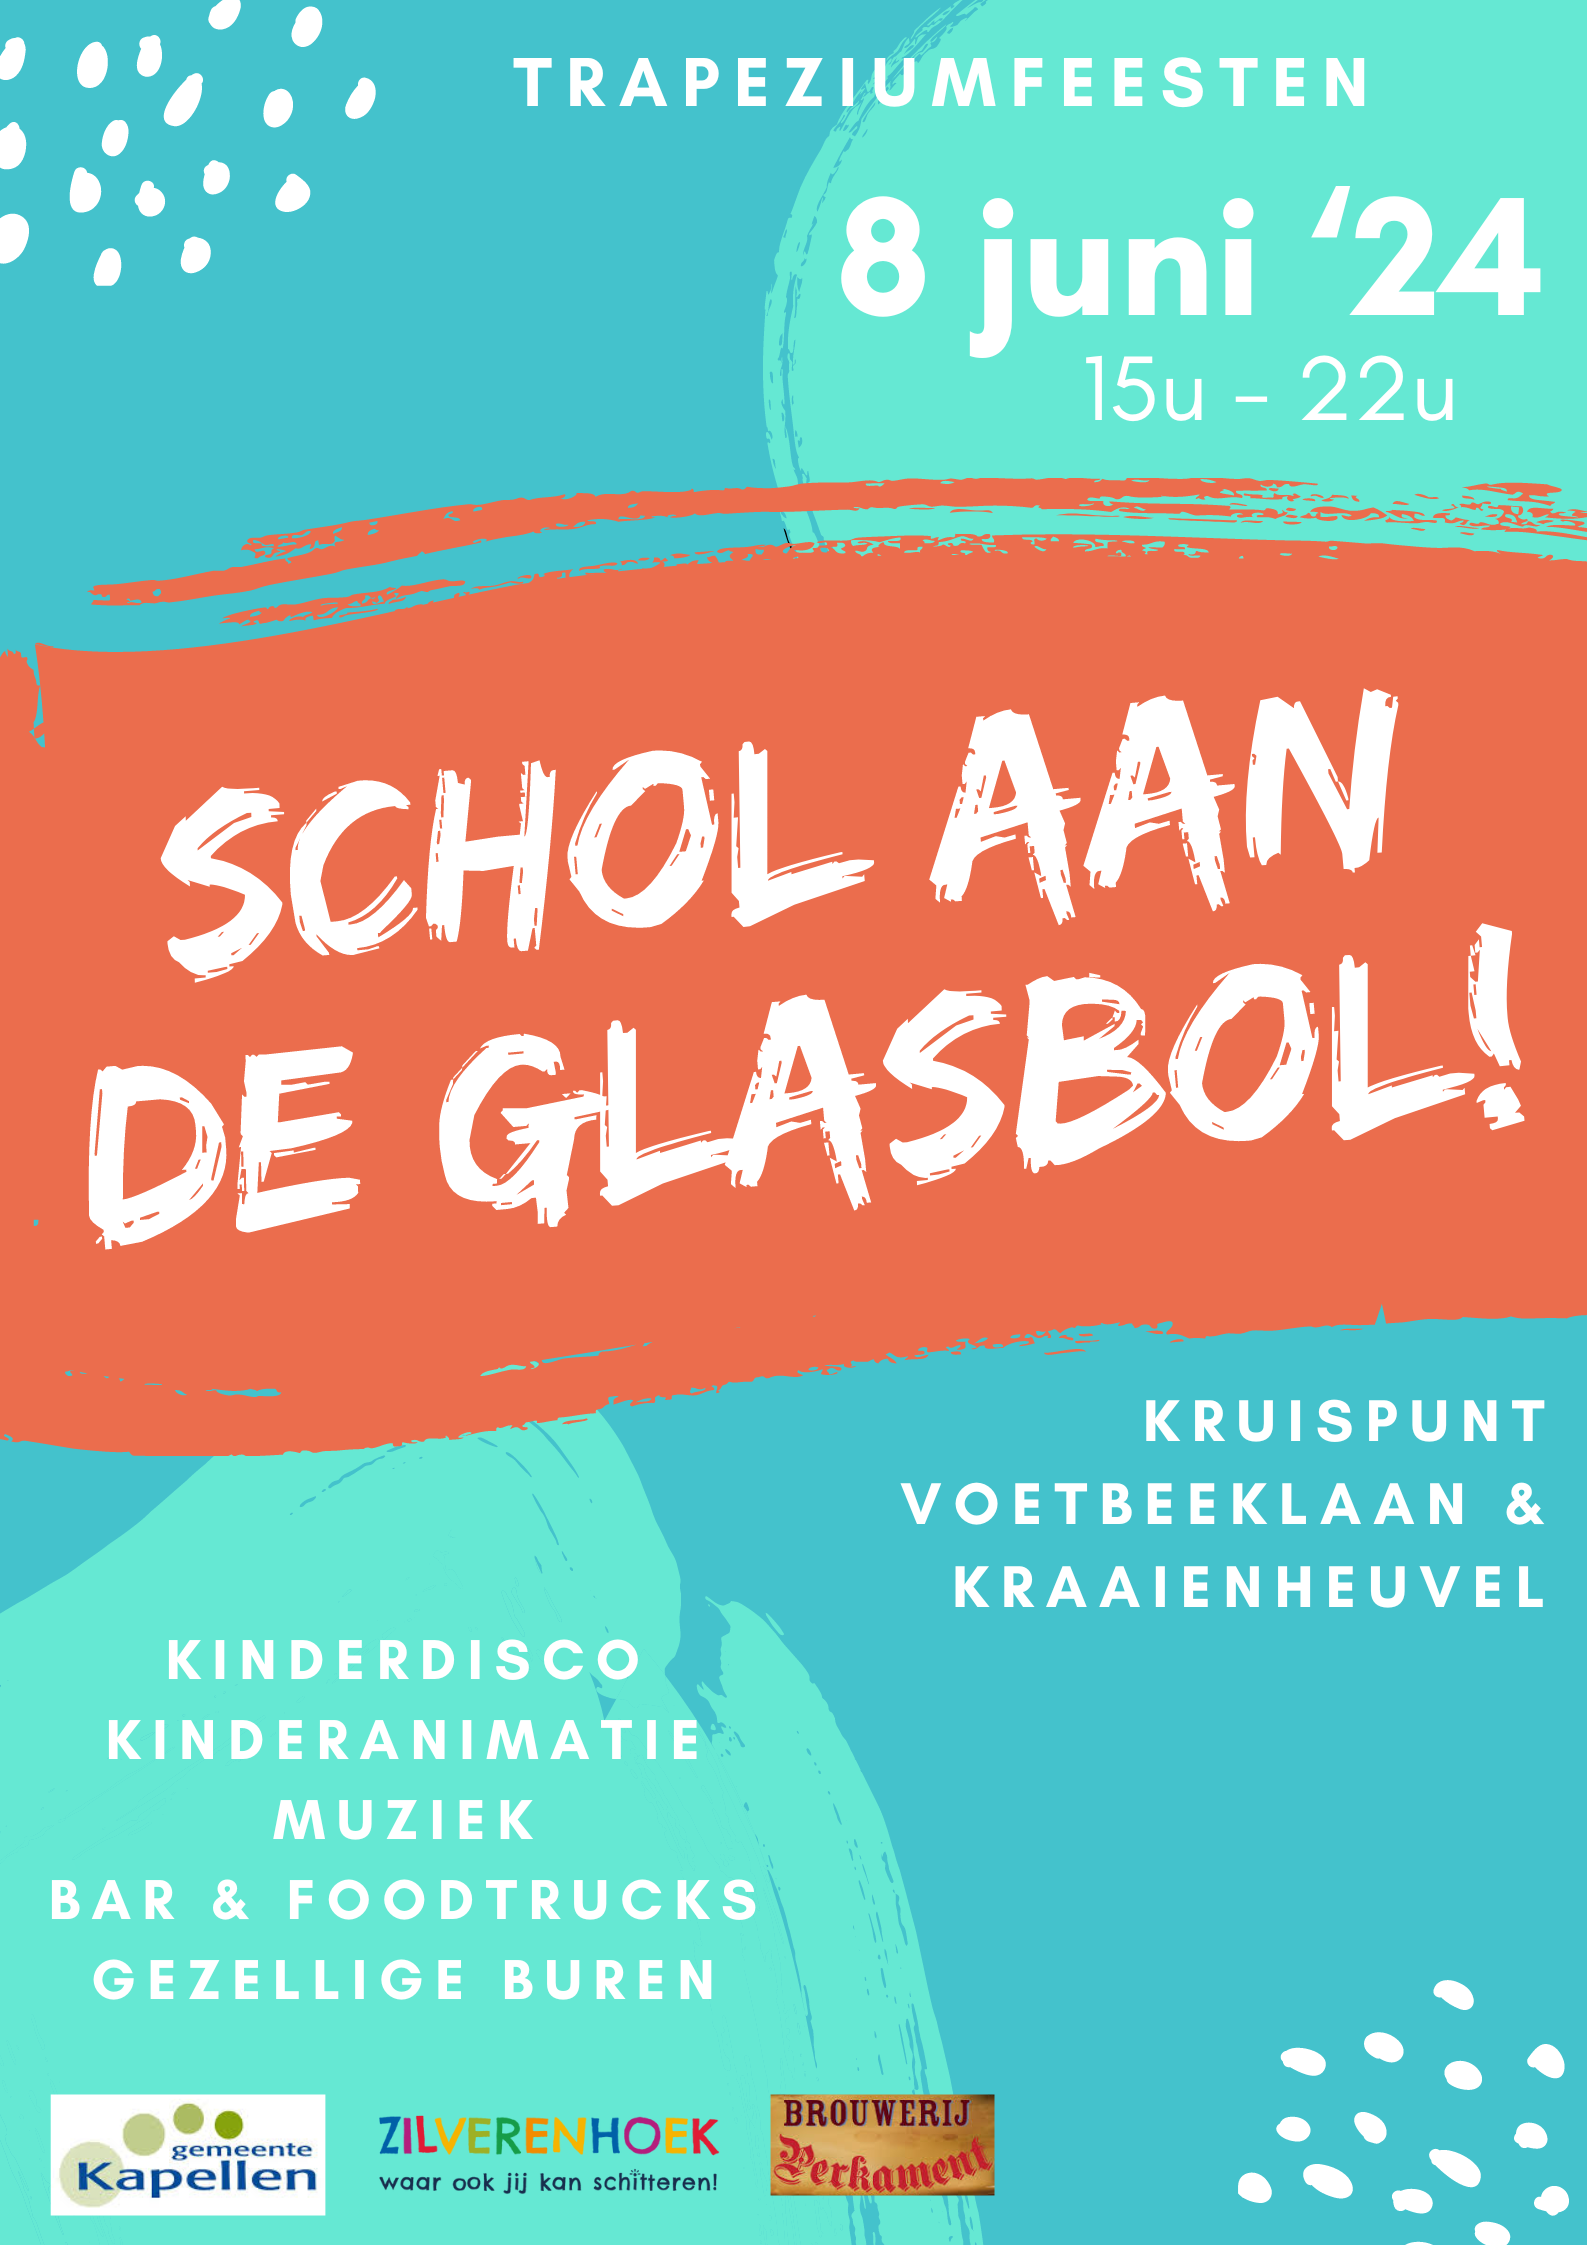 TRAPEZIUMFEESTEN
8 juni ‘24
15u - 22u
SCHOL AAN
DE GLASBOL!
KRUISPUNT
VOETBEEKLAAN &
KRAAIENHEUVEL
KINDERDISCO
KINDERANIMATIE
MUZIEK
BAR & FOODTRUCKS
GEZELLIGE BUREN
gemeente
Kapellen
ZILVERENHOEK
waar ook jij kan schitteren!
BROUWERIJ
Perkament